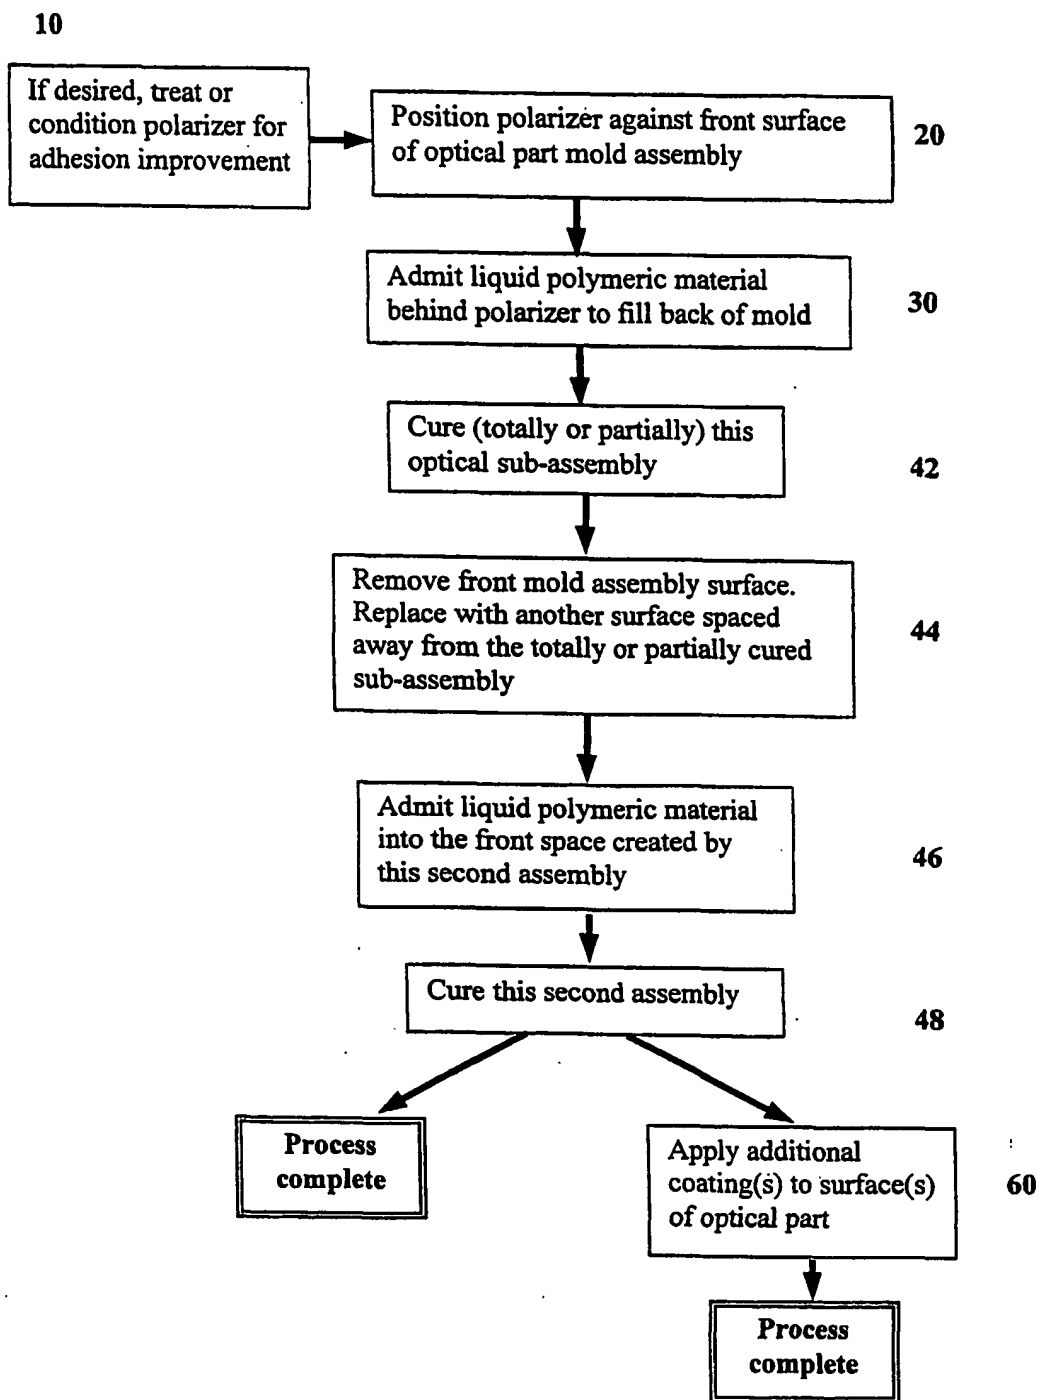 10
If desired, treat or
condition polarizer for
adhesion improvement
Position polarizer against front surface
of optical part mold assembly
20
Admit liquid polymeric material
behind polarizer to fill back of mold
30
Cure (totally or partially) this
optical sub-assembly
42
Remove front mold assembly surface.
Replace with another surface spaced
away from the totally or partially cured
sub-assembly
44
Admit liquid polymeric material
into the front space created by
this second assembly
46
Cure this second assembly
48
Process
complete
Apply additional
coating(s) to surface(s)
of optical part
60
Process
complete